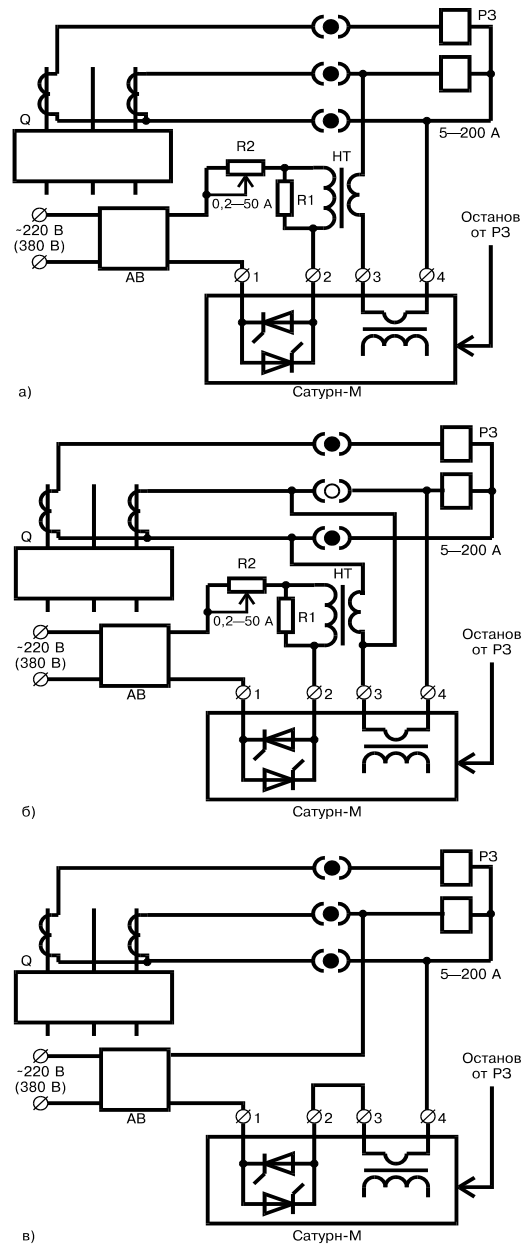 РЗ
Q
5—200 А
R2
НТ
0,2—50 А
R1
Останов
от РЗ
~220 В
(380 В)
АВ
1
2
3
4
Сатурн-М
а)
РЗ
Q
5—200 А
R2
НТ
0,2—50 А
R1
Останов
от РЗ
~220 В
(380 В)
АВ
1
2
3
4
Сатурн-М
б)
РЗ
Q
5—200 А
Останов
от РЗ
~220 В
(380 В)
АВ
1
2
3
4
Сатурн-М
в)